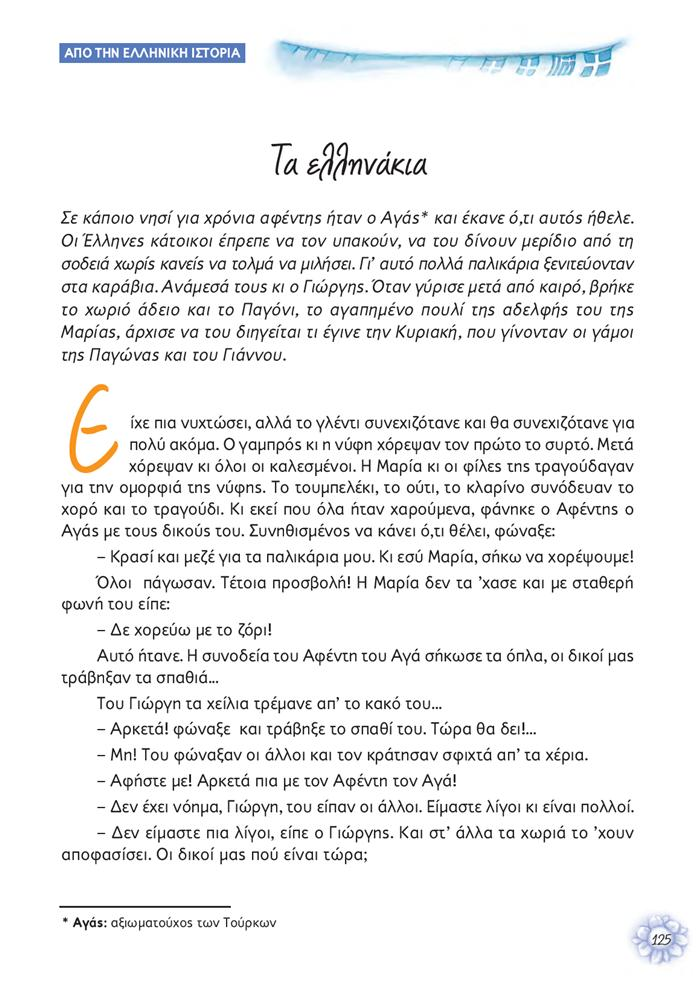 ΑΠΟ ΤΗΝ ΕΛΛΗΝΙΚΗ ΙΣΤΟΡΙΑ
Τα ελληνάκια
Σε κάποιο νησί για χρόνια αφέντης ήταν ο Αγάς* και έκανε ό,τι αυτός ήθελε.
Οι Έλληνες κάτοικοι έπρεπε να τον υπακούν, να του δίνουν μερίδιο από τη
σοδειά χωρίς κανείς να τολμά να μιλήσει. Γι’ αυτό πολλά παλικάρια ξενιτεύονταν
στα καράβια. Ανάμεσά τους κι ο Γιώργης. Όταν γύρισε μετά από καιρό, βρήκε
το χωριό άδειο και το Παγόνι, το αγαπημένο πουλί της αδελφής του της
Μαρίας, άρχισε να του διηγείται τι έγινε την Κυριακή, που γίνονταν οι γάμοι
της Παγώνας και του Γιάννου.
Είχε πια νυχτώσει, αλλά το γλέντι συνεχιζότανε και θα συνεχιζότανε για
πολύ ακόμα. Ο γαμπρός κι η νύφη χόρεψαν τον πρώτο το συρτό. Μετά
χόρεψαν κι όλοι οι καλεσμένοι. Η Μαρία κι οι φίλες της τραγούδαγαν
για την ομορφιά της νύφης. Το τουμπελέκι, το ούτι, το κλαρίνο συνόδευαν το
χορό και το τραγούδι. Κι εκεί που όλα ήταν χαρούμενα, φάνηκε ο Αφέντης ο
Αγάς με τους δικούς του. Συνηθισμένος να κάνει ό,τι θέλει, φώναξε:
– Κρασί και μεζέ για τα παλικάρια μου. Κι εσύ Μαρία, σήκω να χορέψουμε!
Όλοι πάγωσαν. Τέτοια προσβολή! Η Μαρία δεν τα ’χασε και με σταθερή
φωνή του είπε:
– Δε χορεύω με το ζόρι!
Αυτό ήτανε. Η συνοδεία του Αφέντη του Αγά σήκωσε τα όπλα, οι δικοί μας
τράβηξαν τα σπαθιά...
Του Γιώργη τα χείλια τρέμανε απ’ το κακό του...
– Αρκετά! φώναξε και τράβηξε το σπαθί του. Τώρα θα δει!...
– Μη! Του φώναξαν οι άλλοι και τον κράτησαν σφιχτά απ’ τα χέρια.
– Αφήστε με! Αρκετά πια με τον Αφέντη τον Αγά!
– Δεν έχει νόημα, Γιώργη, του είπαν οι άλλοι. Είμαστε λίγοι κι είναι πολλοί.
– Δεν είμαστε πια λίγοι, είπε ο Γιώργης. Και στ’ άλλα τα χωριά το ’χουν
αποφασίσει. Οι δικοί μας πού είναι τώρα;
* Αγάς: αξιωματούχος των Τούρκων
125